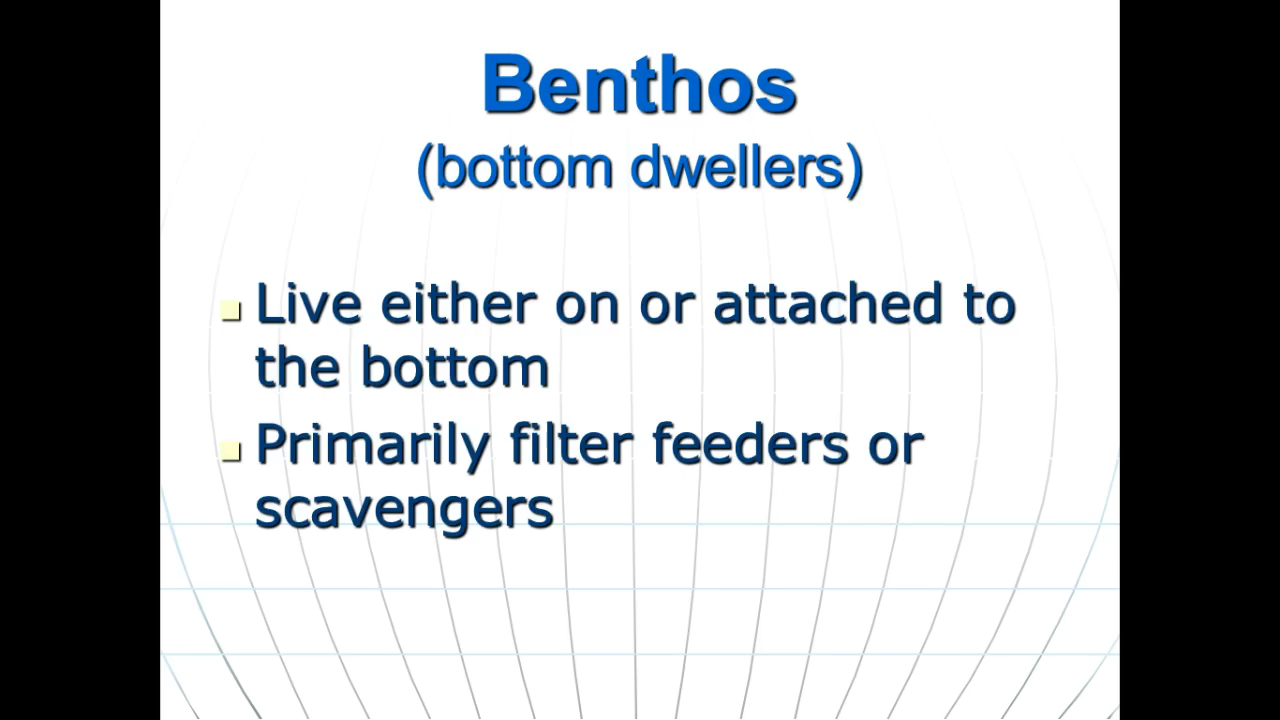 Benthos
(bottom dwellers)
Live either on or attached to
the bottom
Primarily filter feeders or
scavengers